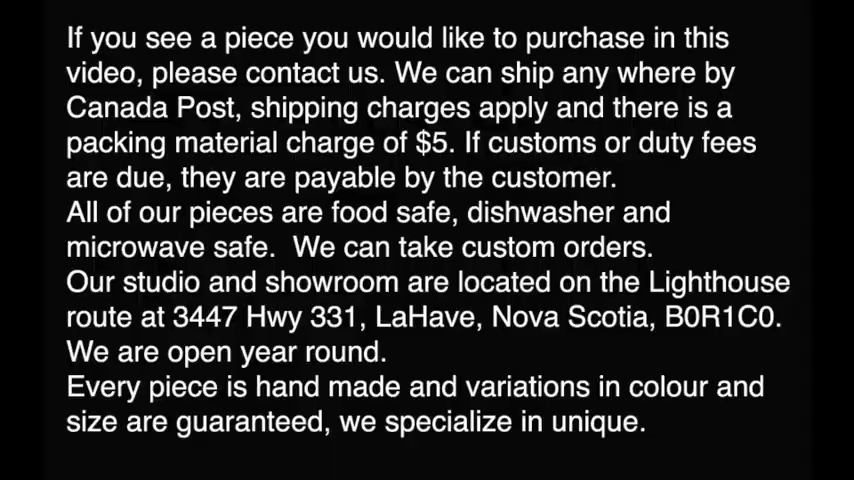 If you see a piece you would like to purchase in this
video, please contact us. We can ship any where by
Canada Post, shipping charges apply and there is a
packing material charge of $5. If customs or duty fees
are due, they are payable by the customer.
All of our pieces are food safe, dishwasher and
microwave safe.  We can take custom orders.
Our studio and showroom are located on the Lighthouse
route at 3447 Hwy 331, LaHave, Nova Scotia, B0R1C0.
We are open year round.
Every piece is hand made and variations in colour and
size are guaranteed, we specialize in unique.